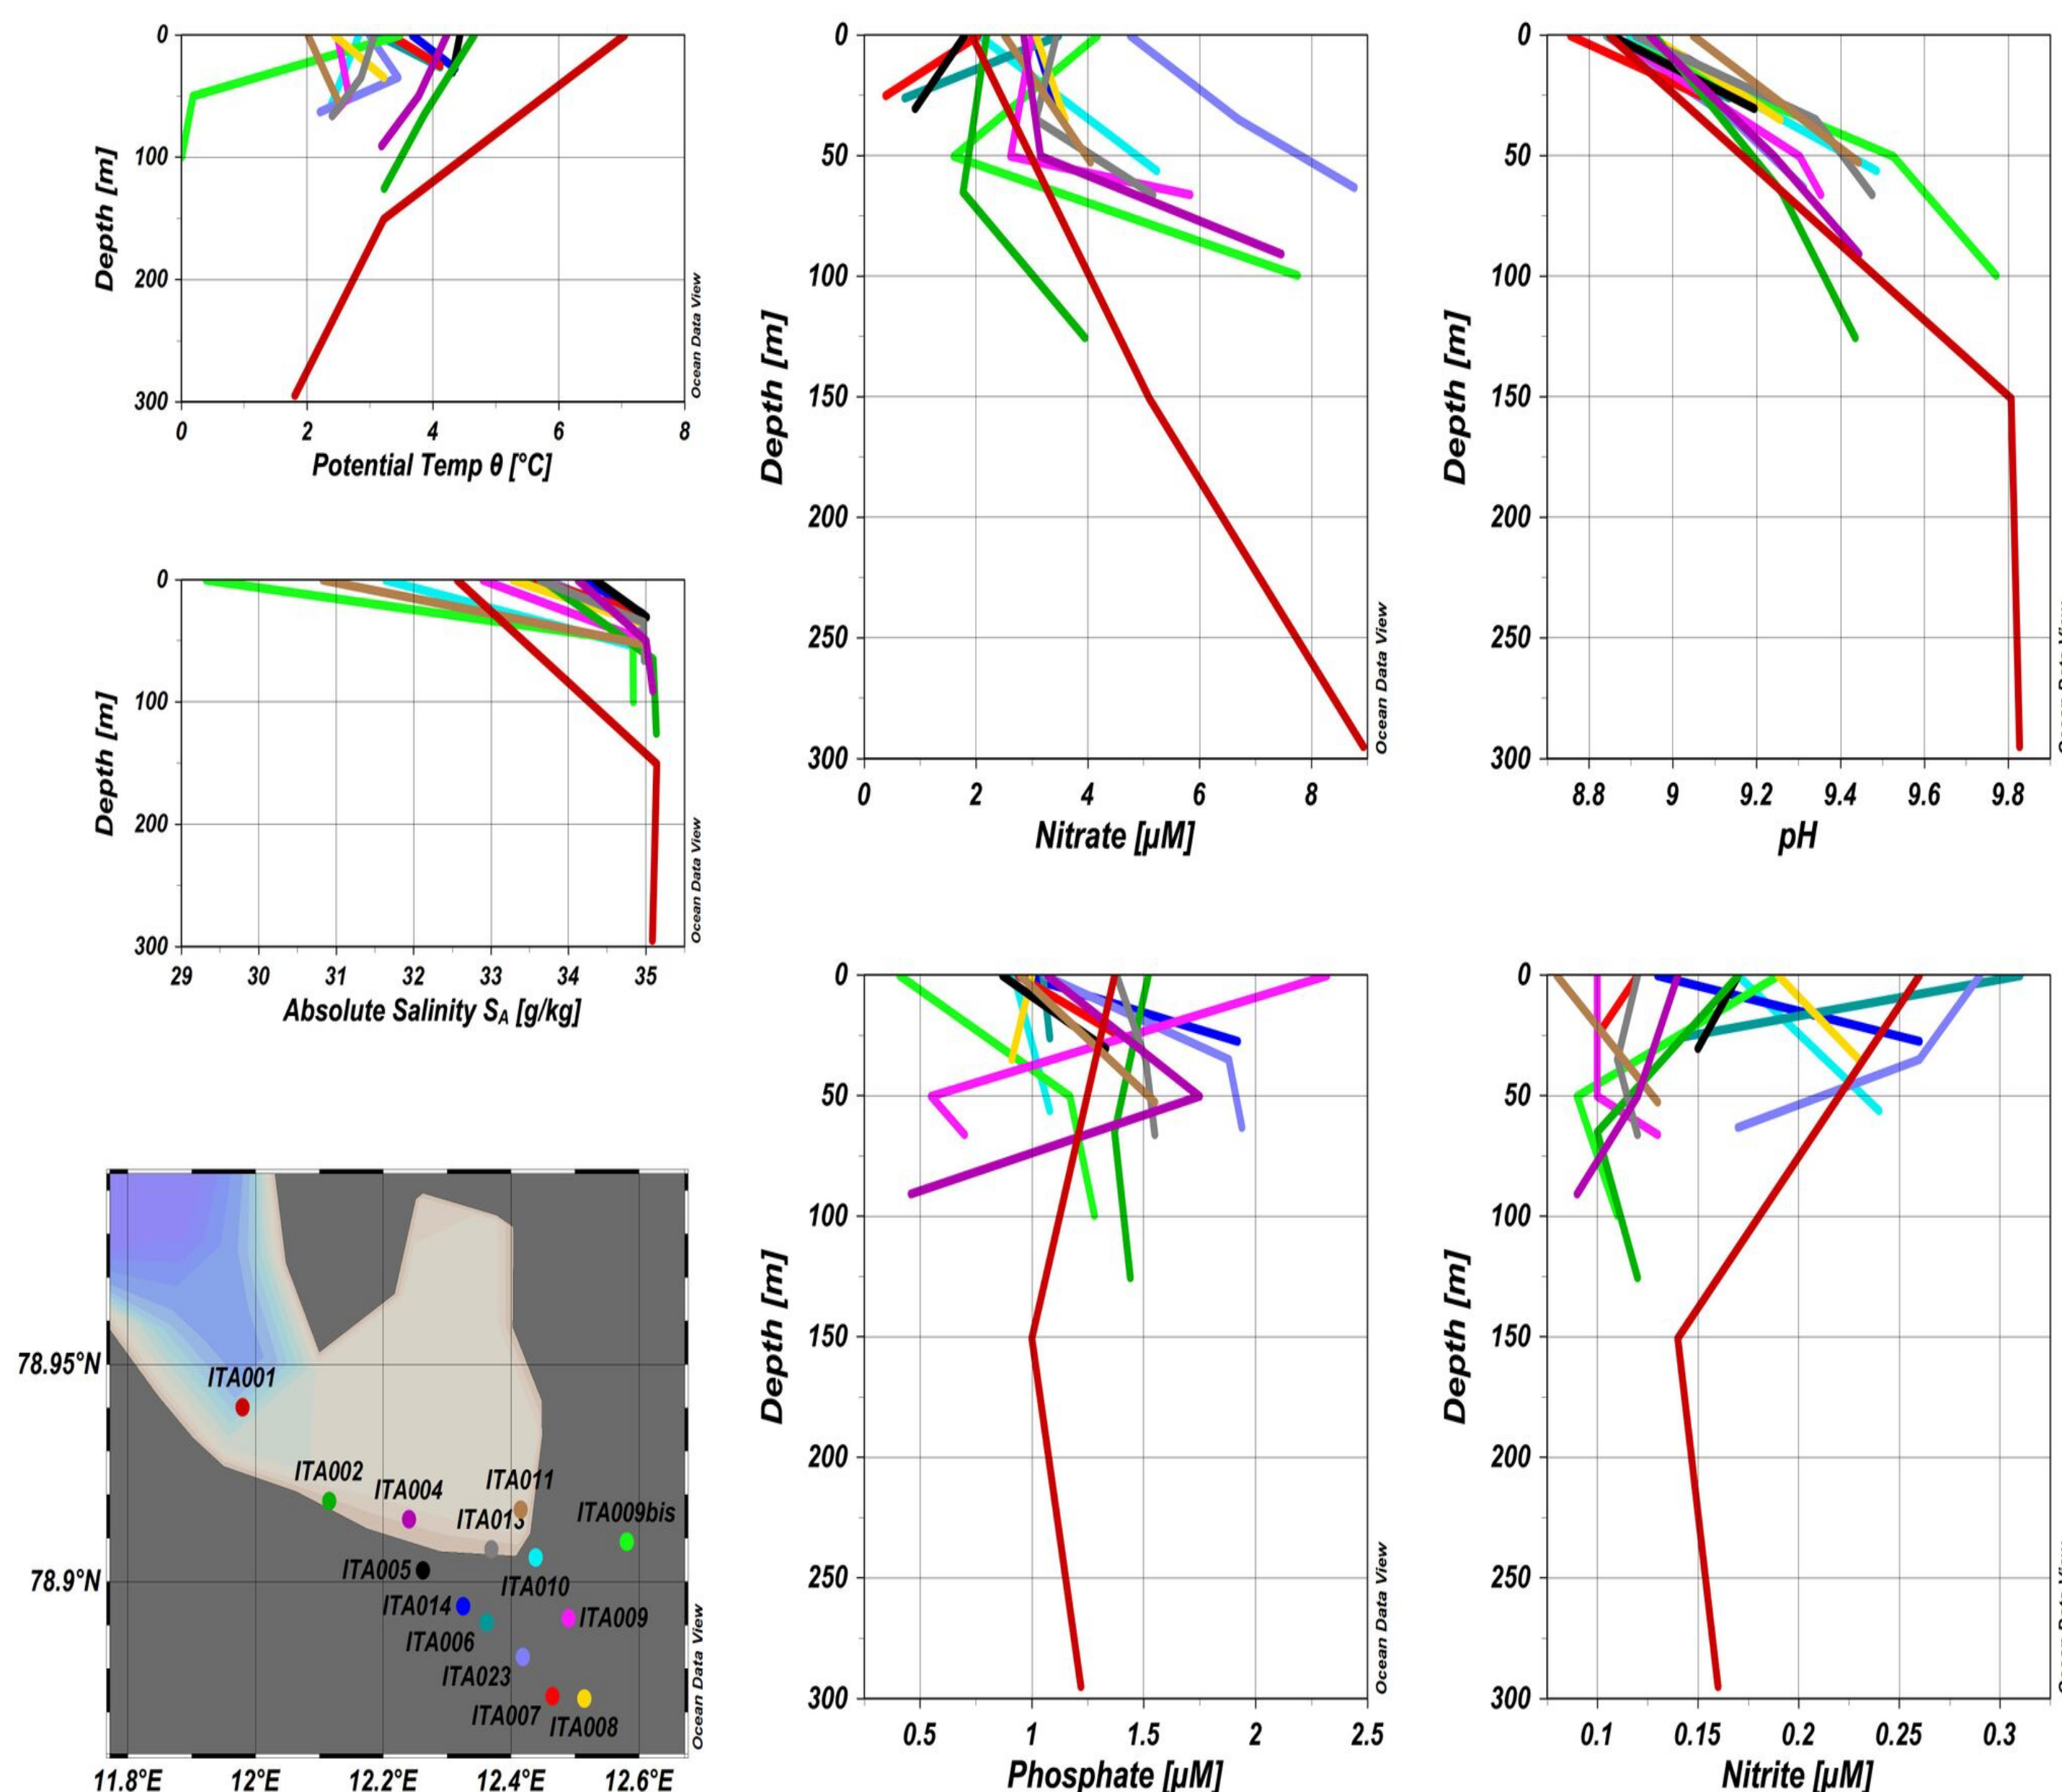 0
100
200
300
Depth [m]
0 2 4 6 8
Potential Temp θ [°C]
Ocean Data View
0
100
200
300
Depth [m]
29 30 31 32 33 34 35
Absolute Salinity SA [g/kg]
Ocean Data View
78.95°N
78.9°N
ITA001
ITA002
ITA004
ITA011
ITA013
ITA009bis
ITA005
ITA010
ITA014
ITA009
ITA006
ITA023
ITA007
ITA008
11.8°E 12°E 12.2°E 12.4°E 12.6°E
Ocean Data View
0
50
100
150
200
250
300
Depth [m]
0 2 4 6 8
Nitrate [µM]
Ocean Data View
0
50
100
150
200
250
300
Depth [m]
8.8 9 9.2 9.4 9.6 9.8
pH
0
50
100
150
200
250
300
Depth [m]
0.5 1 1.5 2 2.5
Phosphate [µM]
Ocean Data View
0
50
100
150
200
250
300
Depth [m]
0.1 0.15 0.2 0.25 0.3
Nitrite [µM]